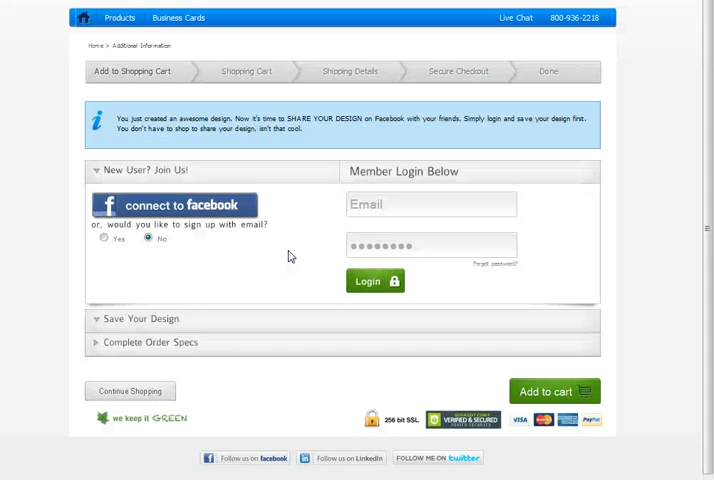 Products Business Cards Live Chat 800-936-2218
Home > Additional Information
Add to Shopping Cart Shopping Cart Shipping Details Secure Checkout Done
You just created an awesome design. Now it's time to SHARE YOUR DESIGN on Facebook with your friends. Simply login and save your design first.
You don't have to shop to share your design, isn't that cool.
New User? Join Us! Member Login Below
connect to facebook
Email
or, would you like to sign up with email?
Yes No
Forgot password?
Login
Save Your Design
Complete Order Specs
Continue Shopping
Add to cart
we keep it GREEN
256 bit SSL
VERIFIED & SECURED
VISA MasterCard PayPal
Follow us on facebook Follow us on Linkedin FOLLOW ME ON twitter